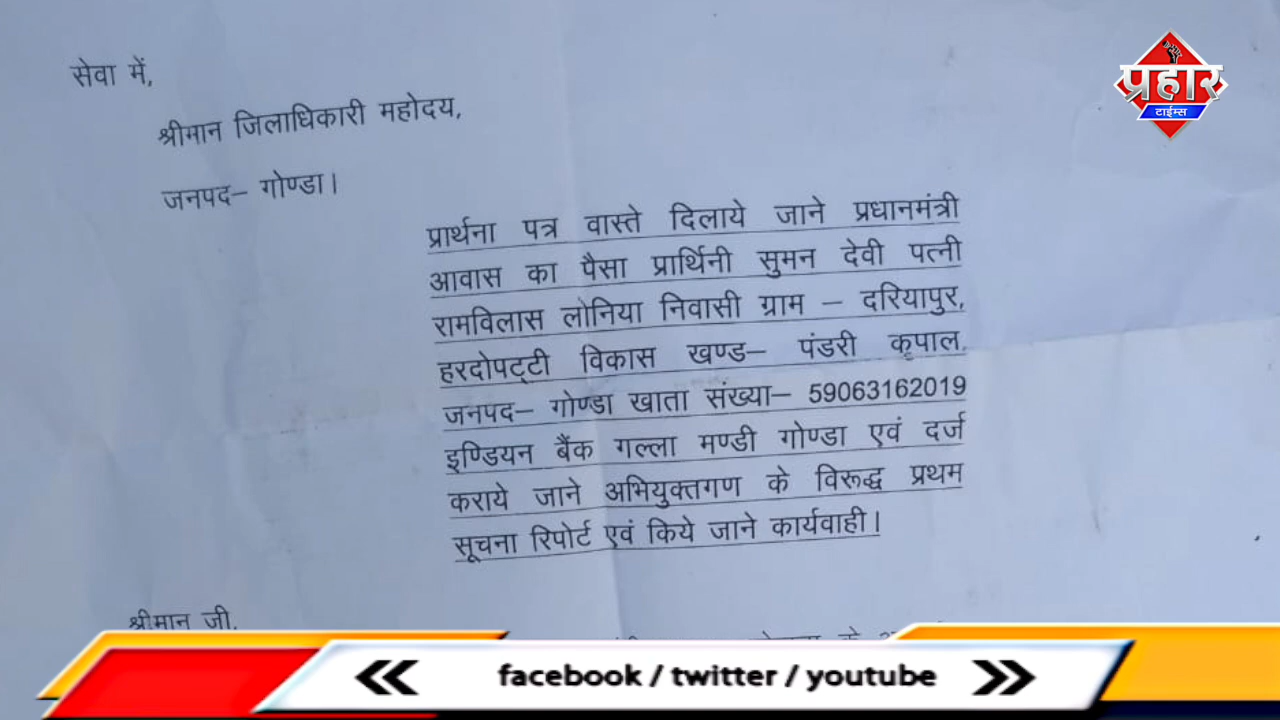 प्रहार
टाईम्स
सेवा में,
श्रीमान जिलाधिकारी महोदय,
जनपद– गोण्डा।
प्रार्थना पत्र वास्ते दिलाये जाने प्रधानमंत्री
आवास का पैसा प्रार्थिनी सुमन देवी पत्नी
रामविलास लोनिया निवासी ग्राम – दरियापुर,
हरदोपट्टी विकास खण्ड– पंडरी कृपाल,
जनपद– गोण्डा खाता संख्या– 59063162019
इण्डियन बैंक गल्ला मण्डी गोण्डा एवं दर्ज
कराये जाने अभियुक्तगण के विरूद्ध प्रथम
सूचना रिपोर्ट एवं किये जाने कार्यवाही।
श्रीमान जी,
facebook / twitter / youtube